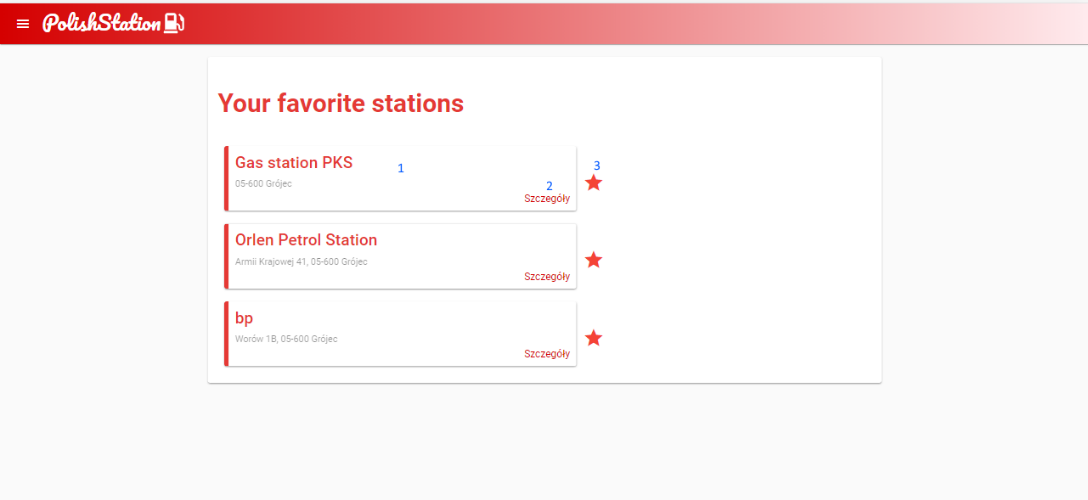 PolishStation
Your favorite stations
Gas station PKS
1
3
05-600 Grójec
2
Szczegóły
Orlen Petrol Station
Armii Krajowej 41, 05-600 Grójec
Szczegóły
bp
Worów 1B, 05-600 Grójec
Szczegóły